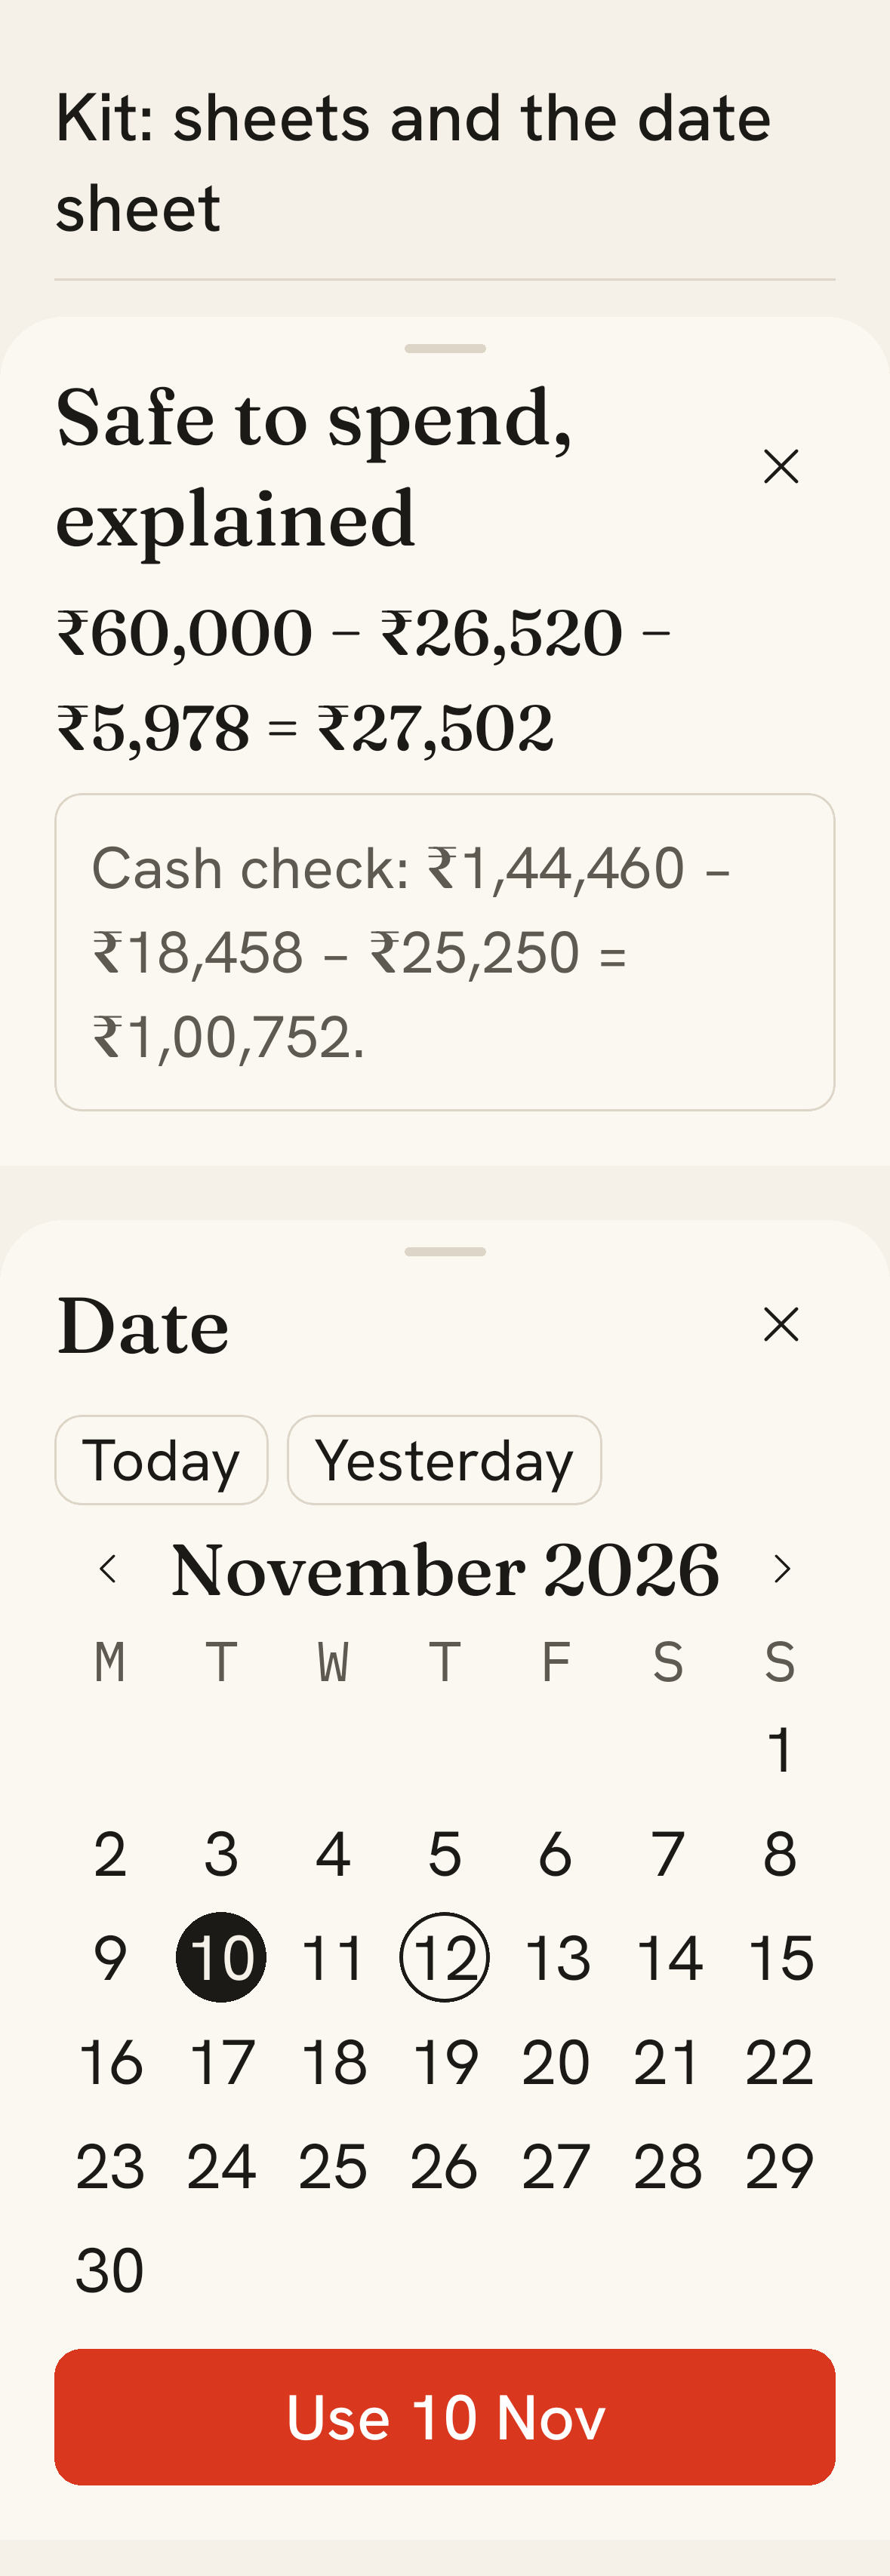 Kit: sheets and the date
sheet
Safe to spend,
explained
₹60,000 – ₹26,520 –
₹5,978 = ₹27,502
Cash check: ₹1,44,460 –
₹18,458 – ₹25,250 =
₹1,00,752.
Date
Today Yesterday
November 2026
M T W T F S S
1
2 3 4 5 6 7 8
9 10 11 12 13 14 15
16 17 18 19 20 21 22
23 24 25 26 27 28 29
30
Use 10 Nov